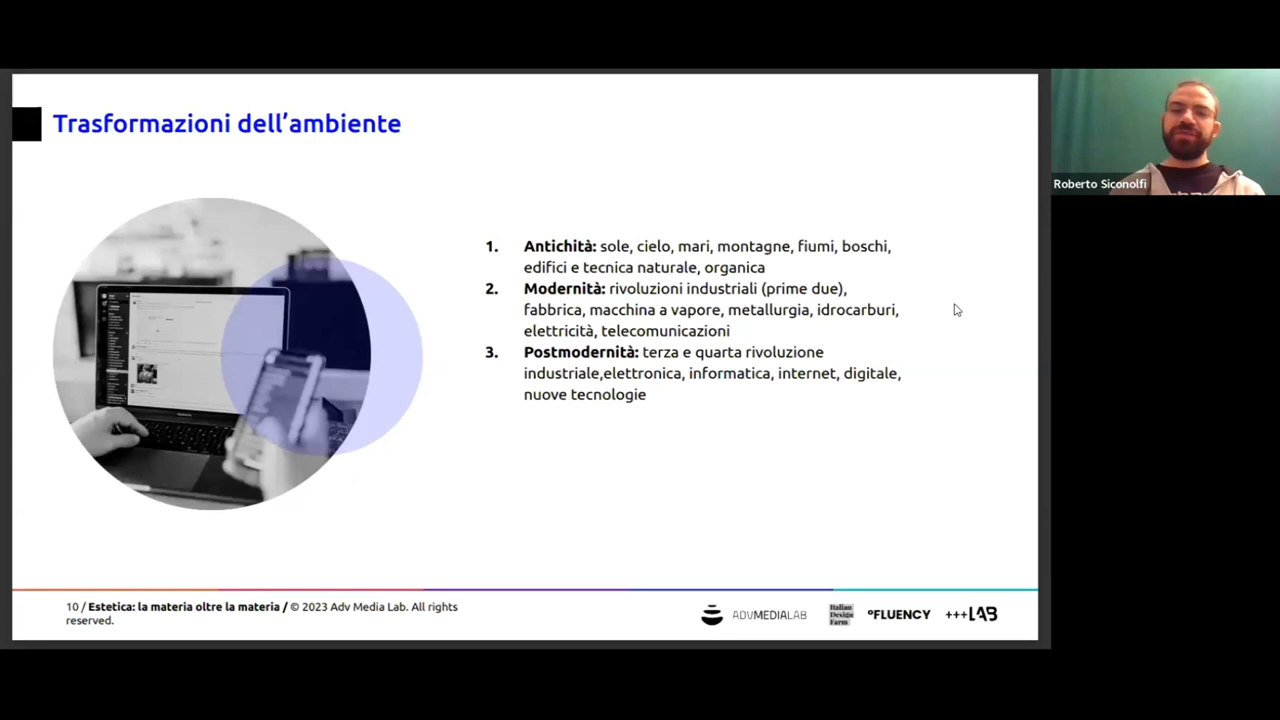 Trasformazioni dell’ambiente
Roberto Siconolfi
1. Antichità: sole, cielo, mari, montagne, fiumi, boschi,
edifici e tecnica naturale, organica
2. Modernità: rivoluzioni industriali (prime due),
fabbrica, macchina a vapore, metallurgia, idrocarburi,
elettricità, telecomunicazioni
3. Postmodernità: terza e quarta rivoluzione
industriale,elettronica, informatica, internet, digitale,
nuove tecnologie
10 / Estetica: la materia oltre la materia / © 2023 Adv Media Lab. All rights
reserved.
ADVMEDIALAB
Italian
Design
Farm
°FLUENCY
+++LAB